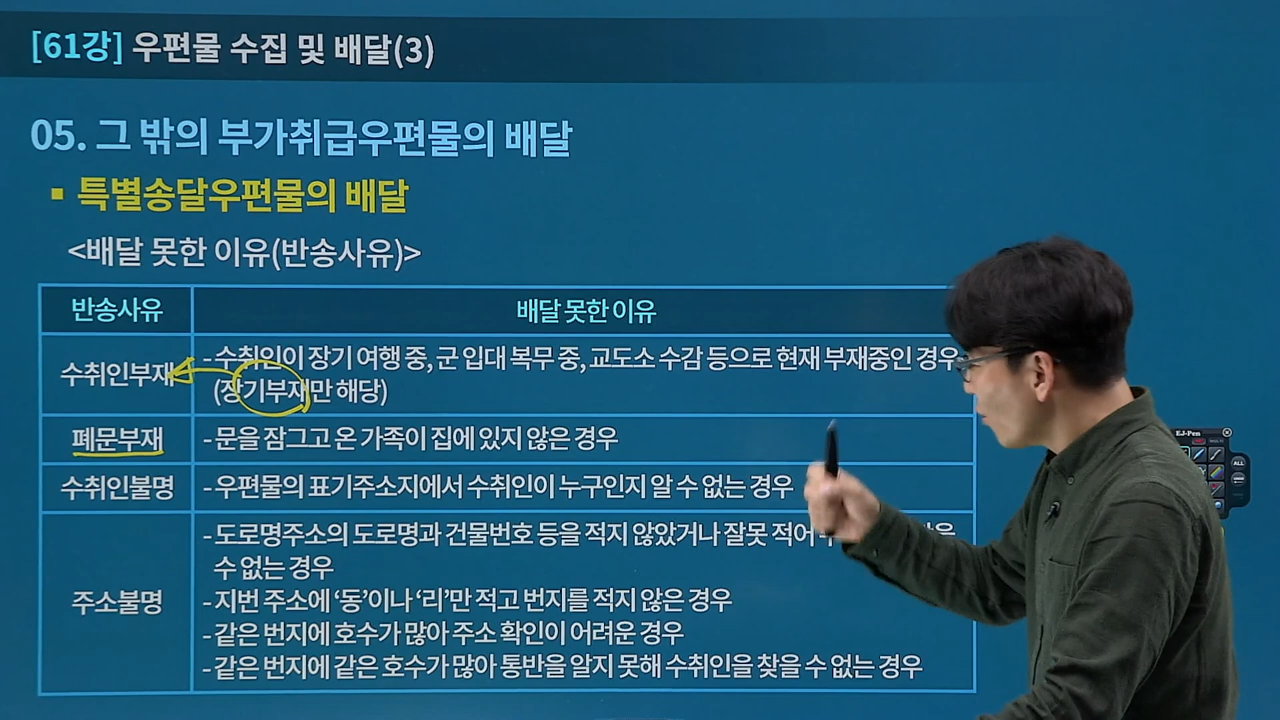 [61강] 우편물 수집 및 배달(3)
05. 그 밖의 부가취급우편물의 배달
▪ 특별송달우편물의 배달
<배달 못한 이유(반송사유)>
반송사유 배달 못한 이유
수취인부재
- 수취인이 장기 여행 중, 군 입대 복무 중, 교도소 수감 등으로 현재 부재중인 경우
(장기부재만 해당)
폐문부재 - 문을 잠그고 온 가족이 집에 있지 않은 경우
수취인불명 - 우편물의 표기주소지에서 수취인이 누구인지 알 수 없는 경우
주소불명
- 도로명주소의 도로명과 건물번호 등을 적지 않았거나 잘못 적어
수 없는 경우
- 지번 주소에 ‘동’이나 ‘리’만 적고 번지를 적지 않은 경우
- 같은 번지에 호수가 많아 주소 확인이 어려운 경우
- 같은 번지에 같은 호수가 많아 통반을 알지 못해 수취인을 찾을 수 없는 경우
EJ-Pen
ALL